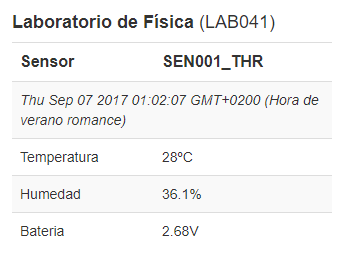 Laboratorio de Física (LAB041)
Sensor SEN001_THR
Thu Sep 07 2017 01:02:07 GMT+0200 (Hora de
verano romance)
Temperatura 28ºC
Humedad 36.1%
Bateria 2.68V